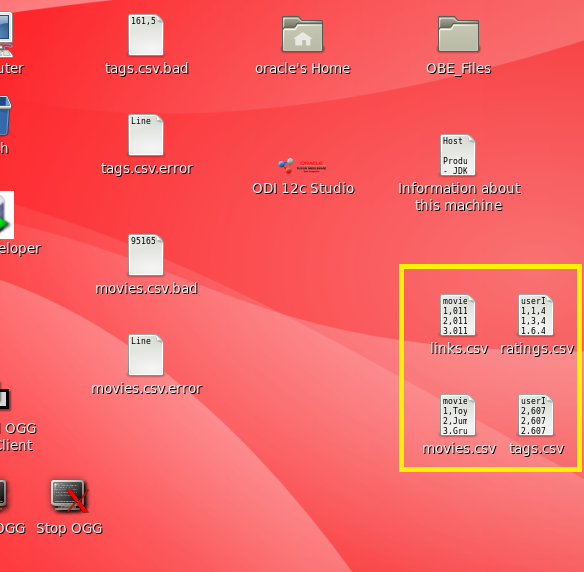 161,5
tags.csv.bad
oracle's Home
OBE_Files
uter
Line
tags.csv.error
h
ORACLE
ODI 12c Studio
Host
Produ
- JDK
Information about
this machine
eloper
95165
movies.csv.bad
movie
1,011
2,011
3.011
links.csv
userI
1,1,4
1,3,4
1.6.4
ratings.csv
Line
movies.csv.error
OGG
Client
movie
1,Toy
2,Jum
3.Gru
movies.csv
userI
2,607
2,607
2.607
tags.csv
OGG
Stop OGG